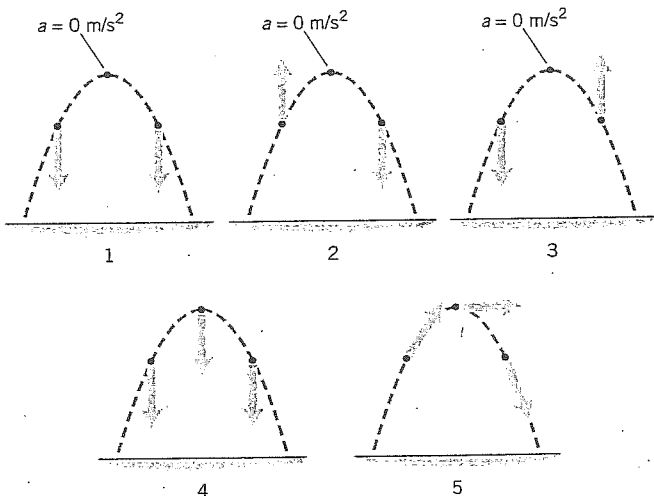 a = 0 m/s²
a = 0 m/s²
a = 0 m/s²
1
2
3
4
5